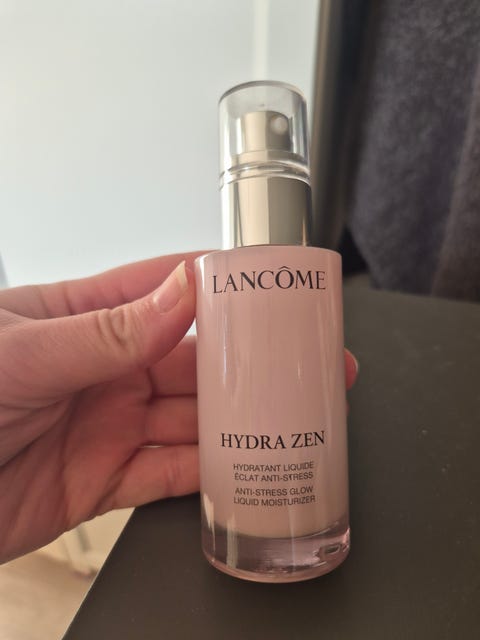 LANCÔME
HYDRA ZEN
HYDRATANT LIQUIDE
ÉCLAT ANTI-STRESS
ANTI-STRESS GLOW
LIQUID MOISTURIZER